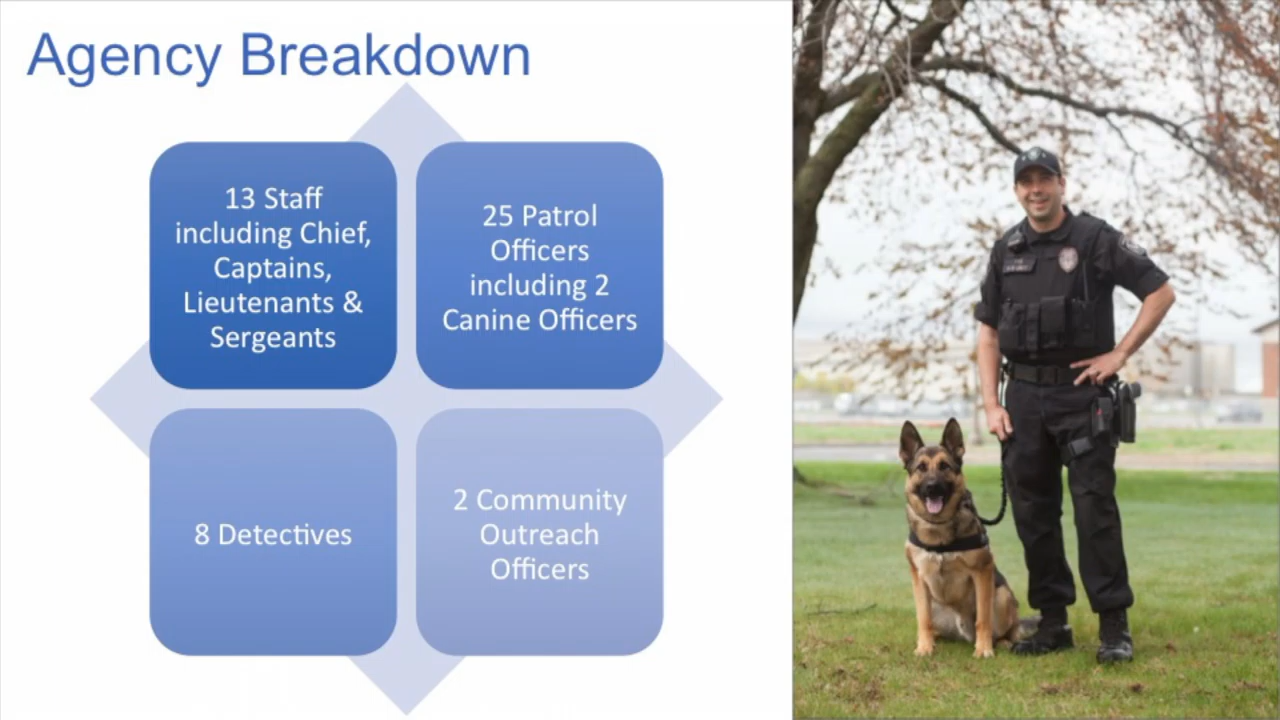 Agency Breakdown
13 Staff
including Chief,
Captains,
Lieutenants &
Sergeants
25 Patrol
Officers
including 2
Canine Officers
8 Detectives
2 Community
Outreach
Officers